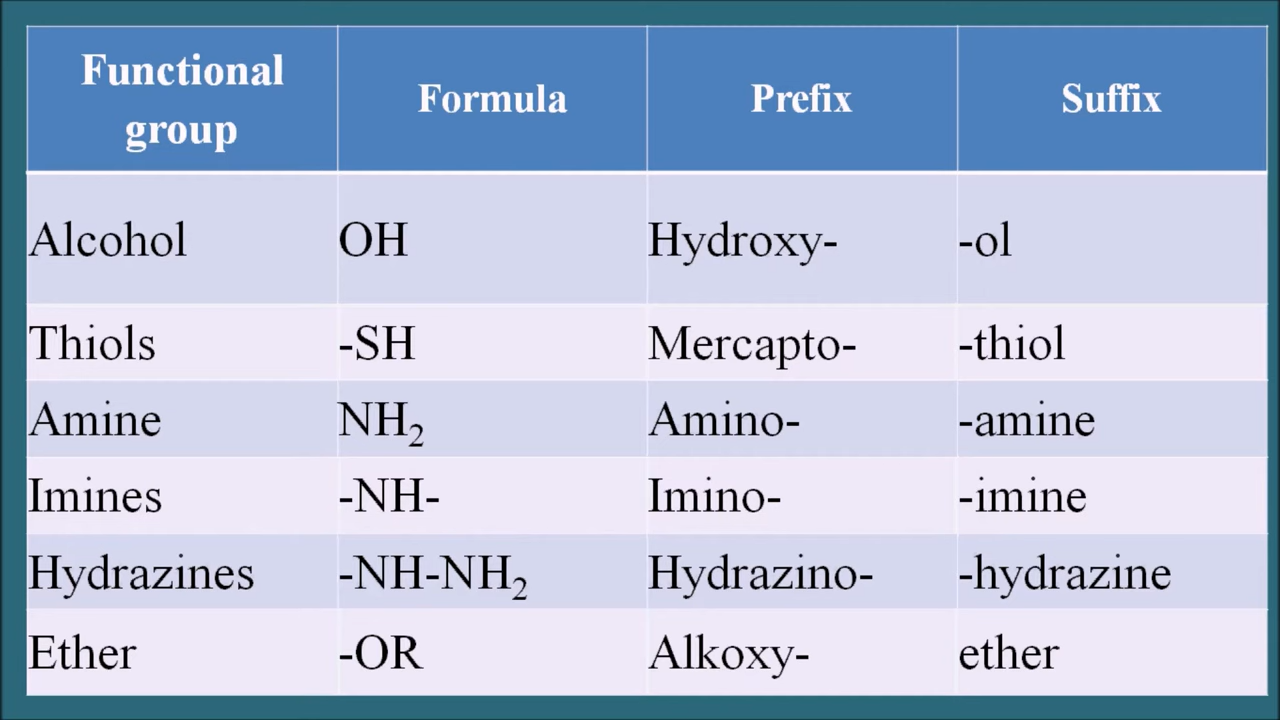 Functional group Formula Prefix Suffix
Alcohol OH Hydroxy- -ol
Thiols -SH Mercapto- -thiol
Amine NH₂ Amino- -amine
Imines -NH- Imino- -imine
Hydrazines -NH-NH₂ Hydrazino- -hydrazine
Ether -OR Alkoxy- ether